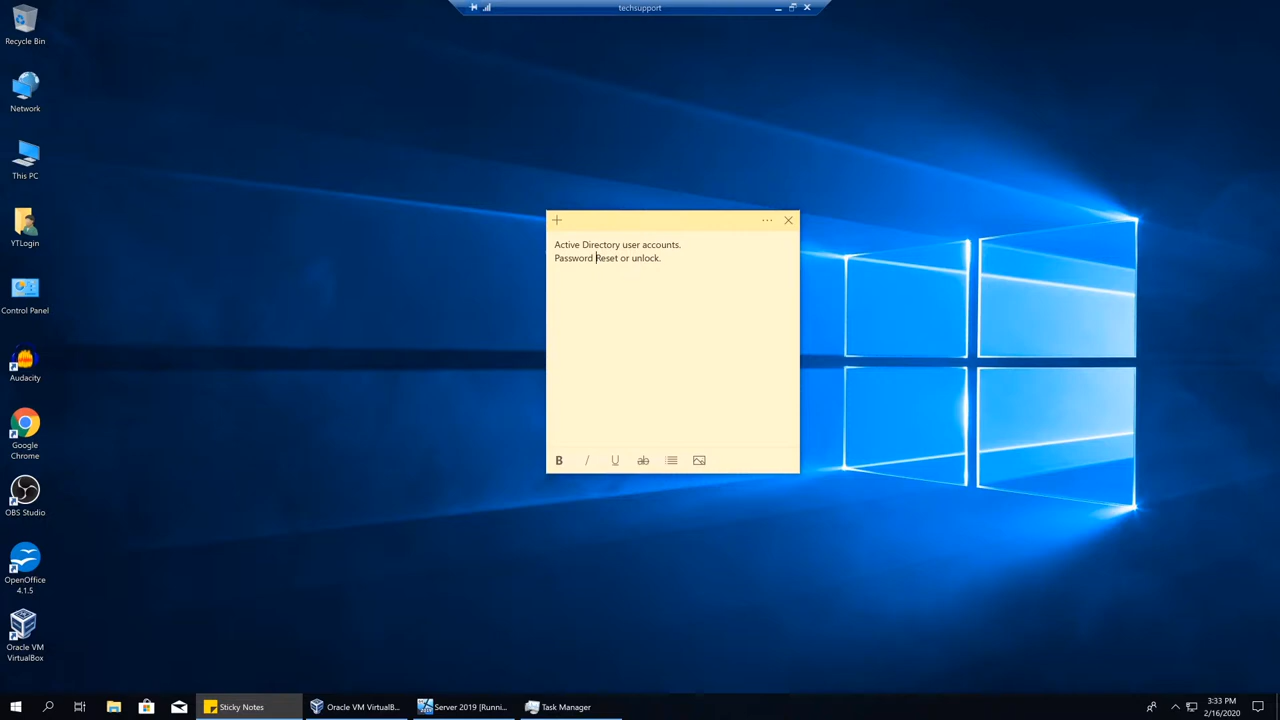 techsupport
Recycle Bin
Network
This PC
YTLogin
Control Panel
Audacity
Google
Chrome
OBS Studio
OpenOffice
4.1.5
Oracle VM
VirtualBox
Active Directory user accounts.
Password Reset or unlock.
B / U ab
Sticky Notes
Oracle VM VirtualB...
Server 2019 [Runni...
Task Manager
3:33 PM
2/16/2020